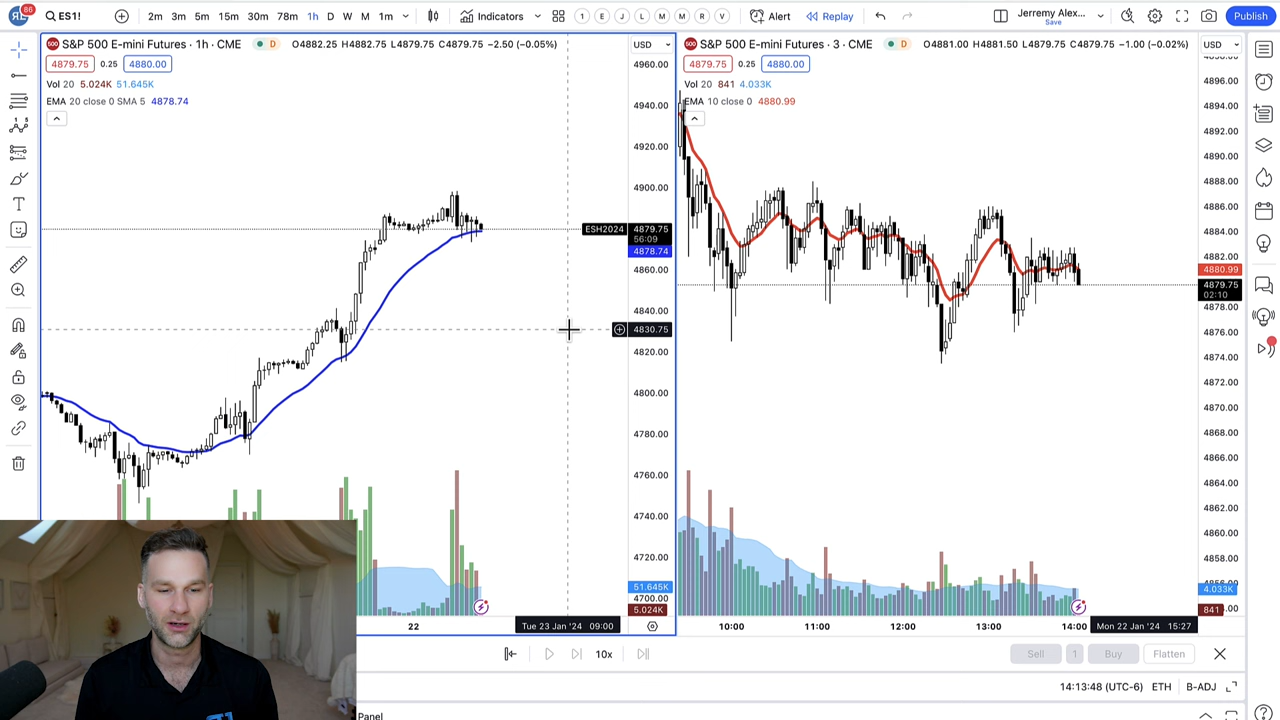 86
ES1!
2m 3m 5m 15m 30m 78m 1h D W M 1m
Indicators
1 E J L M M R V
Alert
Replay
Jerremy Alex...
Save
Publish
500 S&P 500 E-mini Futures · 1h · CME D O4882.25 H4882.75 L4879.75 C4879.75 −2.50 (−0.05%)
USD
4879.75 0.25 4880.00
Vol 20 5.024K 51.645K
EMA 20 close 0 SMA 5 4878.74
4960.00
4940.00
4920.00
4900.00
ESH2024 4879.75
56:09
4878.74
4860.00
4840.00
4830.75
4820.00
4800.00
4780.00
4760.00
4740.00
4720.00
51.645K
4700.00
5.024K
22
Tue 23 Jan '24 09:00
500 S&P 500 E-mini Futures · 3 · CME D O4881.00 H4881.50 L4879.75 C4879.75 −1.00 (−0.02%)
USD
4879.75 0.25 4880.00
Vol 20 841 4.033K
EMA 10 close 0 4880.99
4896.00
4894.00
4892.00
4890.00
4888.00
4886.00
4884.00
4882.00
4880.99
4879.75
02:10
4878.00
4876.00
4874.00
4872.00
4870.00
4868.00
4866.00
4864.00
4862.00
4860.00
4858.00
4.033K
841
10:00 11:00 12:00 13:00 14:00
Mon 22 Jan '24 15:27
10x
Sell 1 Buy Flatten
14:13:48 (UTC-6) ETH B-ADJ
Panel